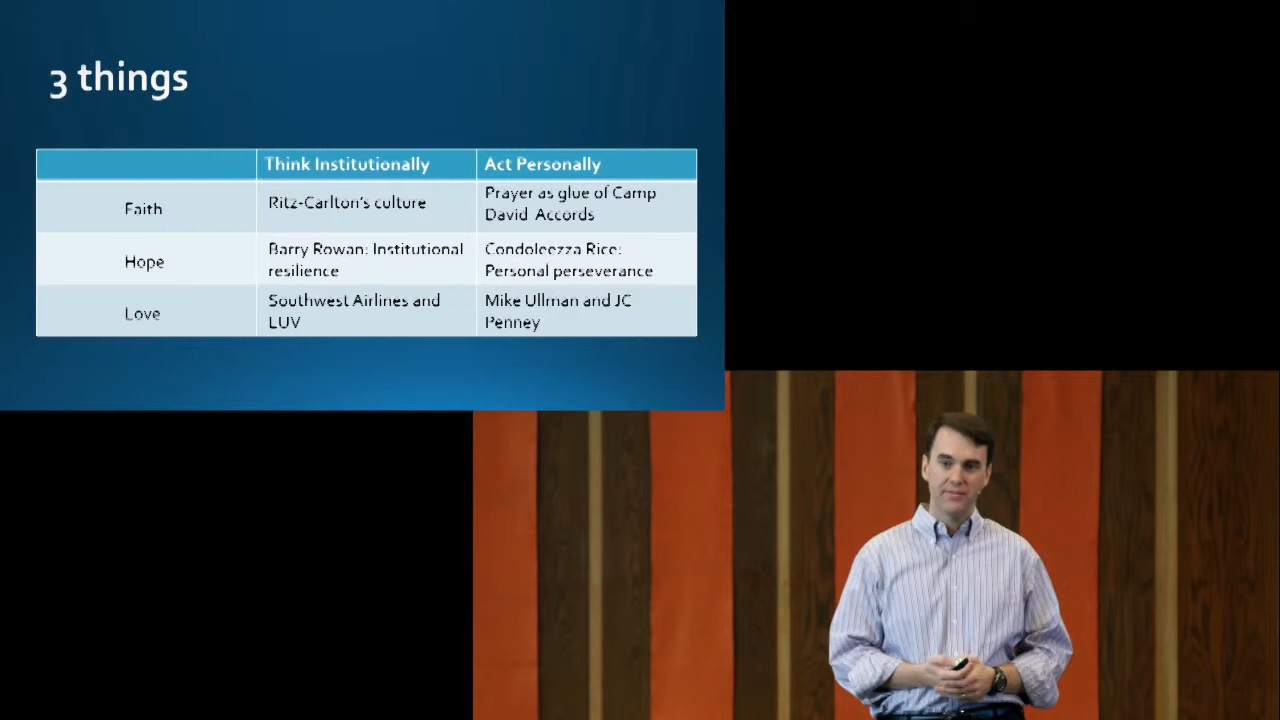 3 things
Think Institutionally
Act Personally
Faith
Ritz-Carlton's culture
Prayer as glue of Camp
David Accords
Hope
Barry Rowan: Institutional
resilience
Condoleezza Rice:
Personal perseverance
Love
Southwest Airlines and
LUV
Mike Ullman and JC
Penney